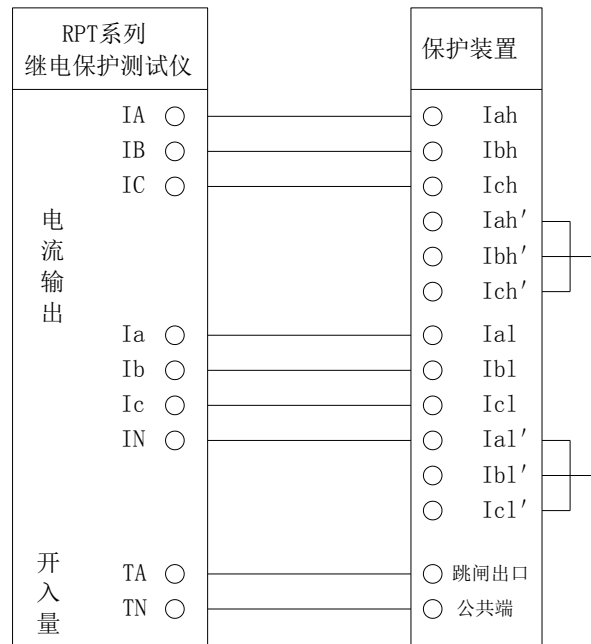 RPT系列
继电保护测试仪
保护装置
IA
IB
IC
电流输出
Ia
Ib
Ic
IN
开入量
TA
TN
Iah
Ibh
Ich
Iah'
Ibh'
Ich'
Ial
Ibl
Icl
Ial'
Ibl'
Icl'
跳闸出口
公共端